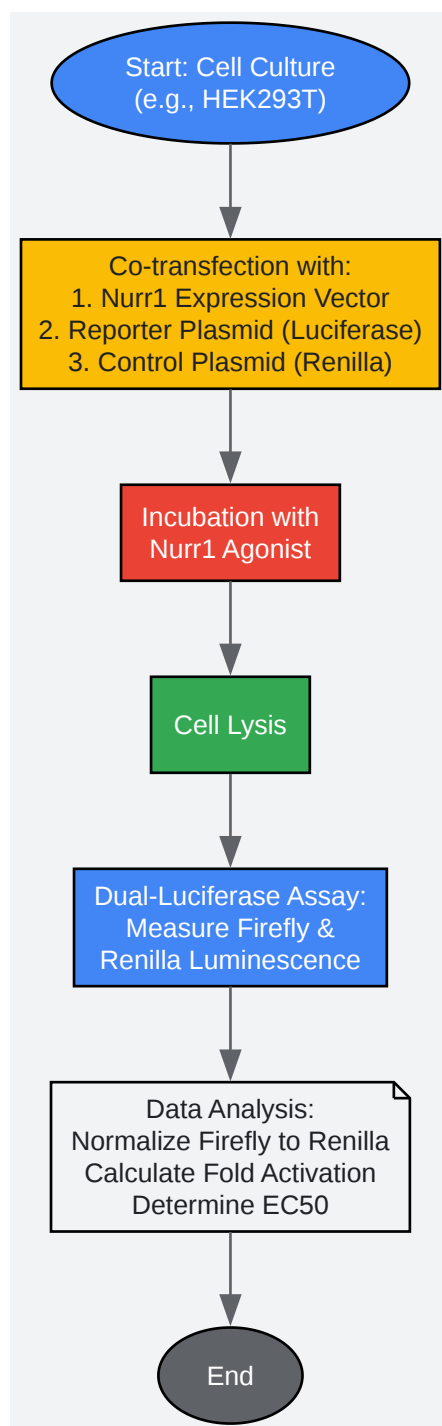 Start: Cell Culture
(e.g., HEK293T)
Co-transfection with:
1. Nurr1 Expression Vector
2. Reporter Plasmid (Luciferase)
3. Control Plasmid (Renilla)
Incubation with
Nurr1 Agonist
Cell Lysis
Dual-Luciferase Assay:
Measure Firefly &
Renilla Luminescence
Data Analysis:
Normalize Firefly to Renilla
Calculate Fold Activation
Determine EC50
End